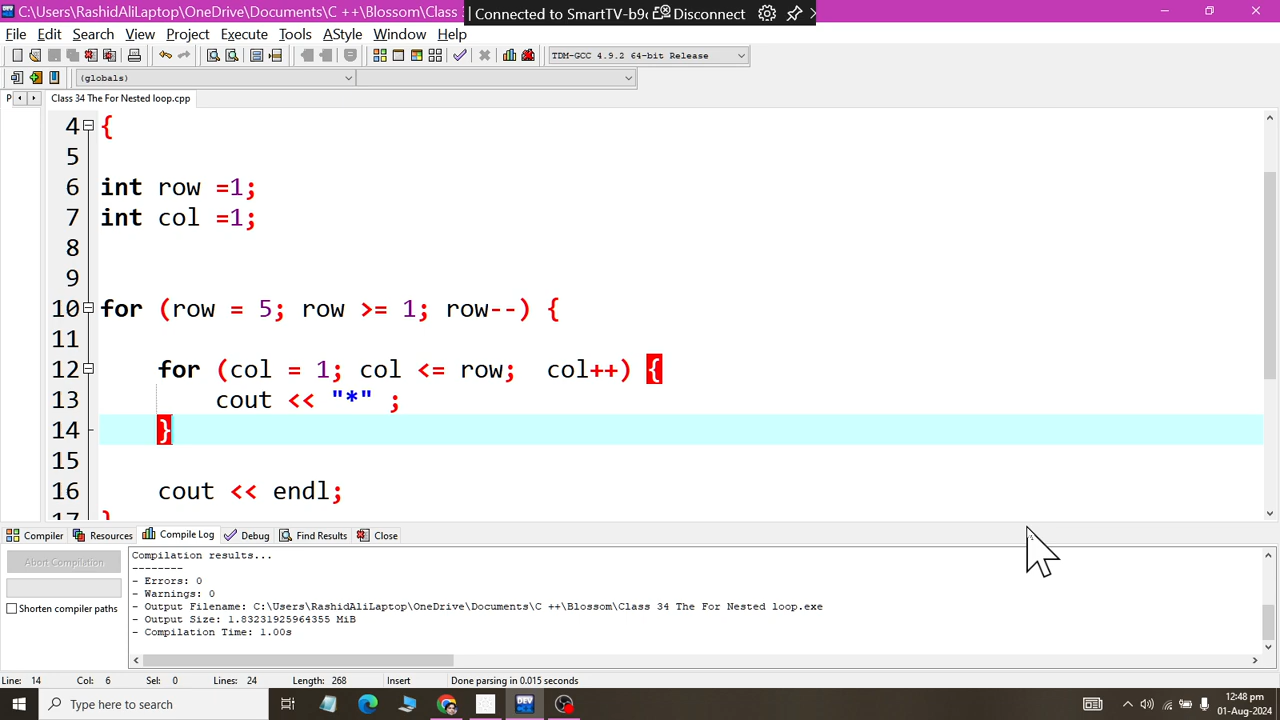 C:\Users\RashidAliLaptop\OneDrive\Documents\C ++\Blossom\Class 3
Connected to SmartTV-b9 Disconnect
File Edit Search View Project Execute Tools AStyle Window Help
TDM-GCC 4.9.2 64-bit Release
(globals)
P
Class 34 The For Nested loop.cpp
4 {
5
6 int row =1;
7 int col =1;
8
9
10 for (row = 5; row >= 1; row--) {
11
12 for (col = 1; col <= row; col++) {
13 cout << "*" ;
14 }
15
16 cout << endl;
17 }
Compiler Resources Compile Log Debug Find Results Close
Abort Compilation
Shorten compiler paths
Compilation results...
--------
- Errors: 0
- Warnings: 0
- Output Filename: C:\Users\RashidAliLaptop\OneDrive\Documents\C ++\Blossom\Class 34 The For Nested loop.exe
- Output Size: 1.83231925964355 MiB
- Compilation Time: 1.00s
Line: 14 Col: 6 Sel: 0 Lines: 24 Length: 268 Insert Done parsing in 0.015 seconds
Type here to search
DEV
12:48 pm
01-Aug-2024